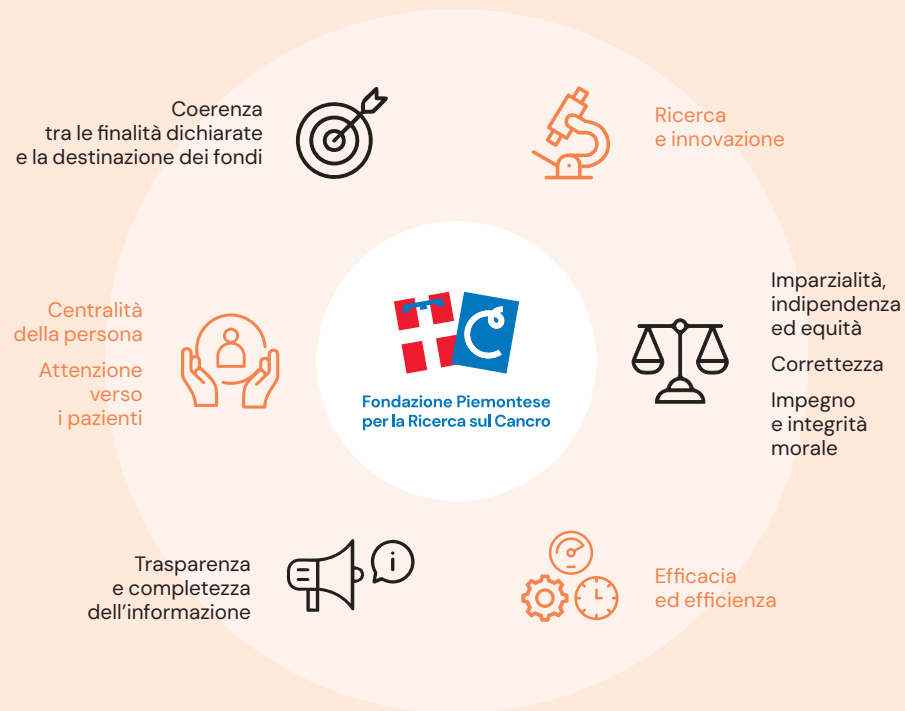 Coerenza
tra le finalità dichiarate
e la destinazione dei fondi
Ricerca
e innovazione
Centralità
della persona
Attenzione
verso
i pazienti
Fondazione Piemontese
per la Ricerca sul Cancro
Imparzialità,
indipendenza
ed equità
Correttezza
Impegno
e integrità
morale
Trasparenza
e completezza
dell’informazione
i
Efficacia
ed efficienza